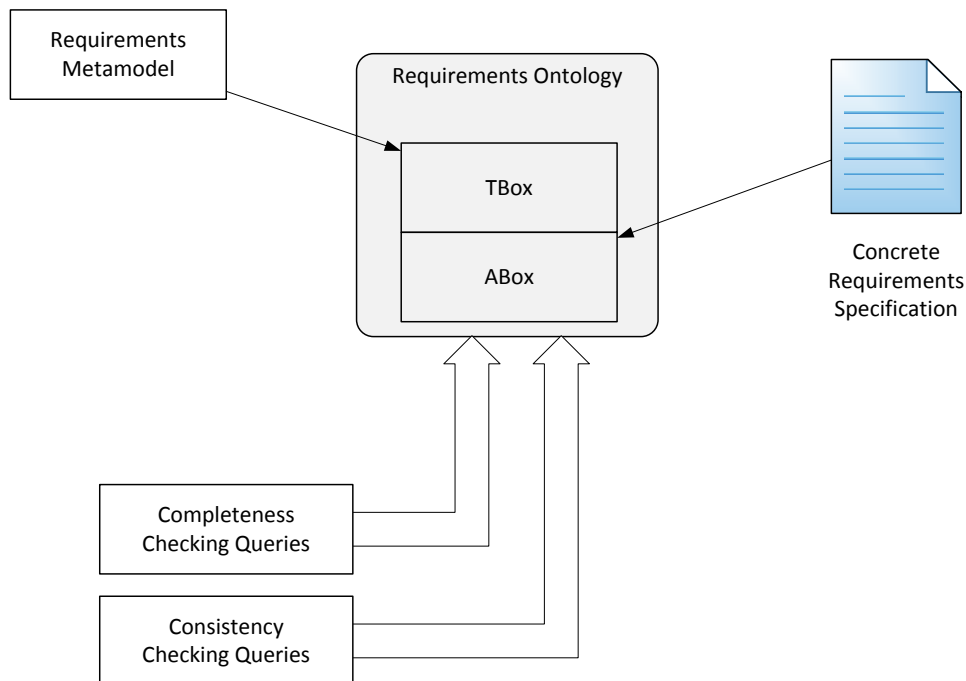 Requirements
Metamodel
Requirements Ontology
TBox
ABox
Concrete
Requirements
Specification
Completeness
Checking Queries
Consistency
Checking Queries